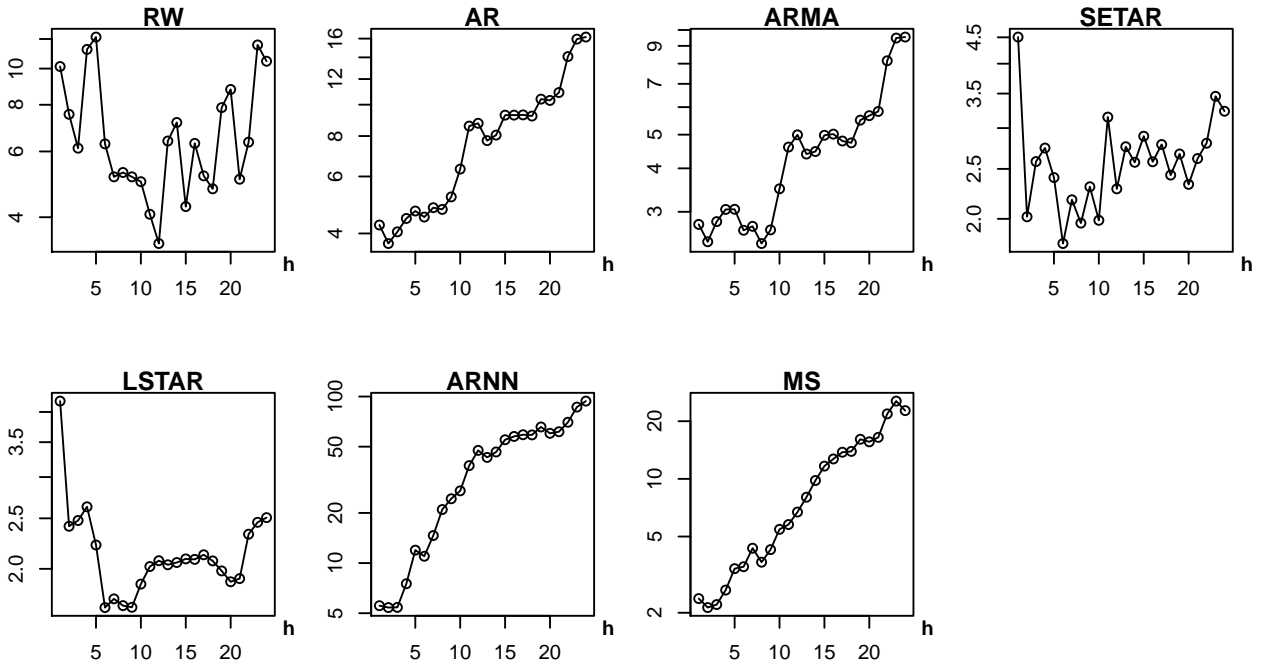 RW AR ARMA SETAR
10 16 9 4.5
8 12 7 3.5
6 8 5 2.5
4 6 4 2.0
4 3
h h h h
5 10 15 20 5 10 15 20 5 10 15 20 5 10 15 20
LSTAR ARNN MS
3.5 100 20
2.5 50 10
2.0 20 5
10 2
5
h h h
5 10 15 20 5 10 15 20 5 10 15 20